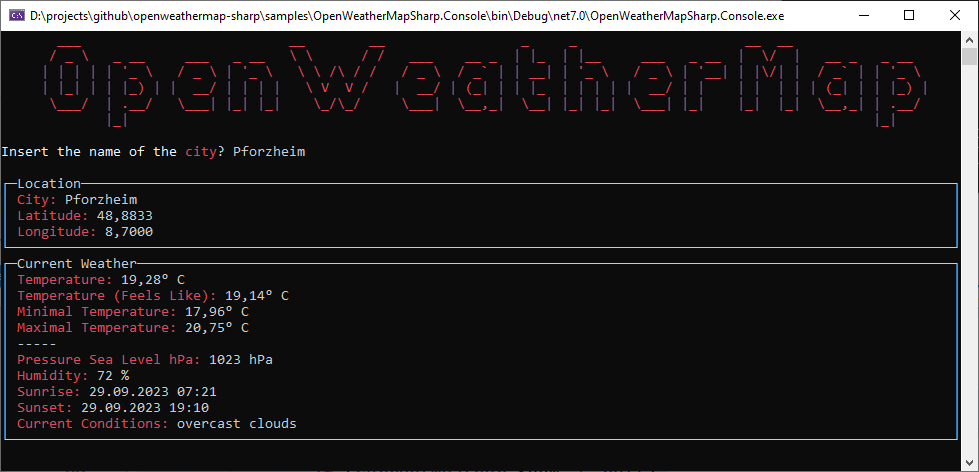 D:\projects\github\openweathermap-sharp\samples\OpenWeatherMapSharp.Console\bin\Debug\net7.0\OpenWeatherMapSharp.Console.exe
OpenWeatherMap
Insert the name of the city? Pforzheim
Location
City: Pforzheim
Latitude: 48,8833
Longitude: 8,7000
Current Weather
Temperature: 19,28° C
Temperature (Feels Like): 19,14° C
Minimal Temperature: 17,96° C
Maximal Temperature: 20,75° C
-----
Pressure Sea Level hPa: 1023 hPa
Humidity: 72 %
Sunrise: 29.09.2023 07:21
Sunset: 29.09.2023 19:10
Current Conditions: overcast clouds